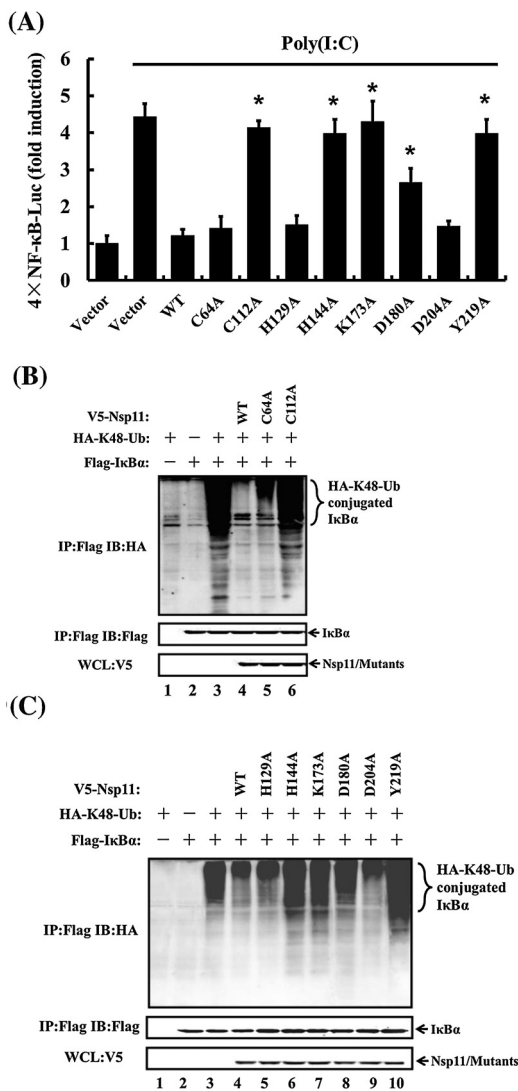 (A)
Poly(I:C)
4×NF-κB-Luc (fold induction)
6
5
4
3
2
1
0
* * * * *
Vector Vector WT C64A C112A H129A H144A K173A D180A D204A Y219A
(B)
V5-Nsp11: WT C64A C112A
HA-K48-Ub: + − + + + +
Flag-IκBα: − + + + + +
HA-K48-Ub
conjugated
IκBα
IP:Flag IB:HA
IP:Flag IB:Flag IκBα
WCL:V5 Nsp11/Mutants
1 2 3 4 5 6
(C)
V5-Nsp11: WT H129A H144A K173A D180A D204A Y219A
HA-K48-Ub: + − + + + + + + + +
Flag-IκBα: − + + + + + + + + +
HA-K48-Ub
conjugated
IκBα
IP:Flag IB:HA
IP:Flag IB:Flag IκBα
WCL:V5 Nsp11/Mutants
1 2 3 4 5 6 7 8 9 10